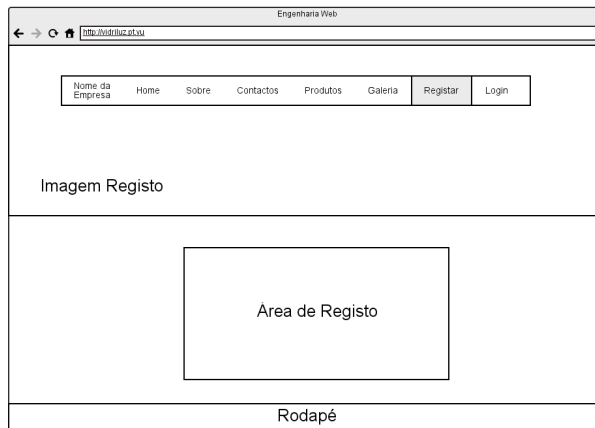 Engenharia Web
http://vidriluz.pt.vu
Nome da
Empresa
Home
Sobre
Contactos
Produtos
Galeria
Registar
Login
Imagem Registo
Área de Registo
Rodapé